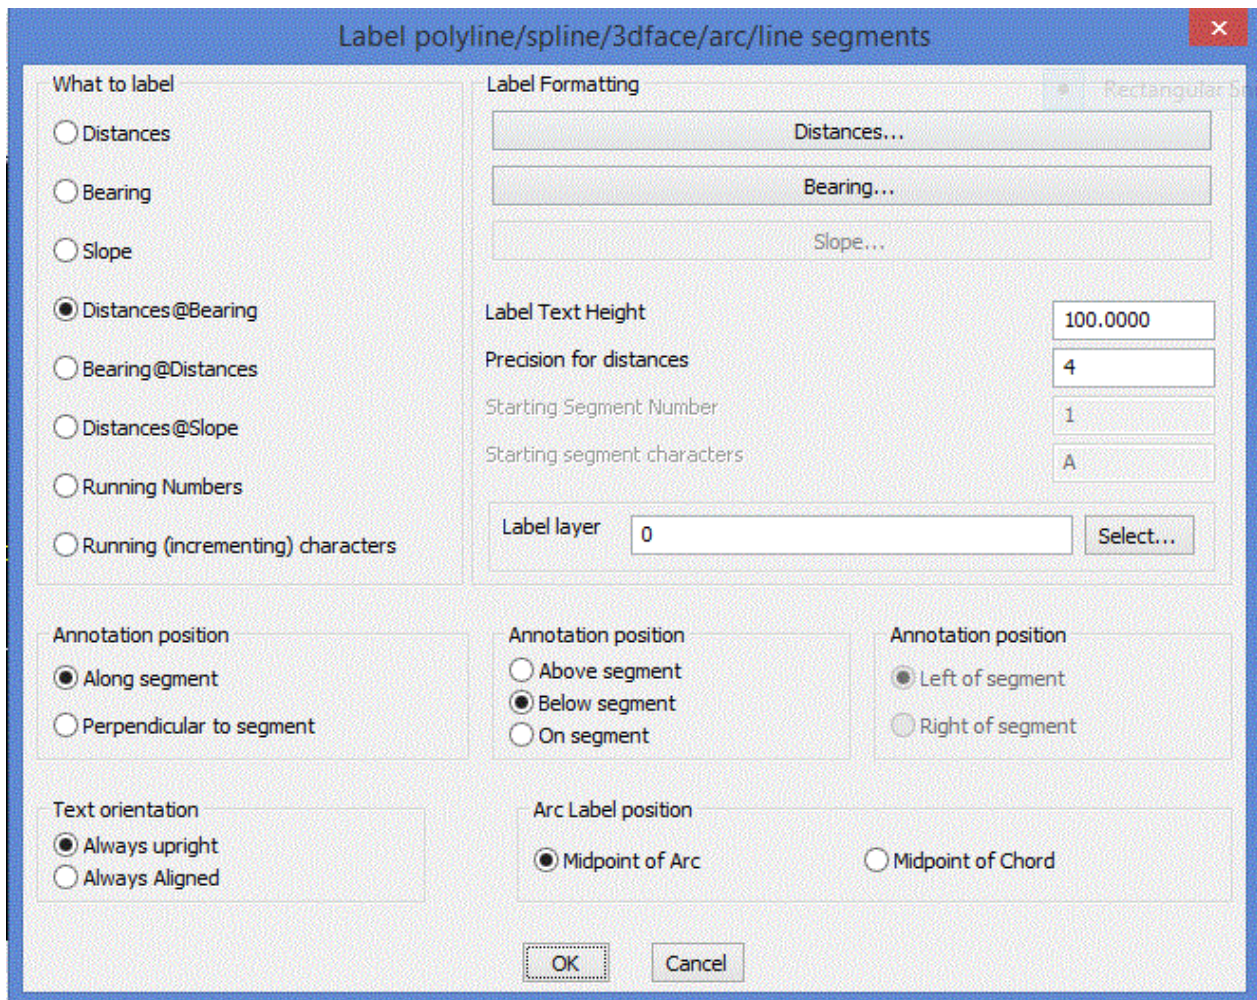 Label polyline/spline/3dface/arc/line segments
What to label
Distances
Bearing
Slope
Distances@Bearing
Bearing@Distances
Distances@Slope
Running Numbers
Running (incrementing) characters
Label Formatting
Rectangular
Distances...
Bearing...
Slope...
Label Text Height
100.0000
Precision for distances
4
Starting Segment Number
1
Starting segment characters
A
Label layer
0
Select...
Annotation position
Along segment
Perpendicular to segment
Annotation position
Above segment
Below segment
On segment
Annotation position
Left of segment
Right of segment
Text orientation
Always upright
Always Aligned
Arc Label position
Midpoint of Arc
Midpoint of Chord
OK
Cancel